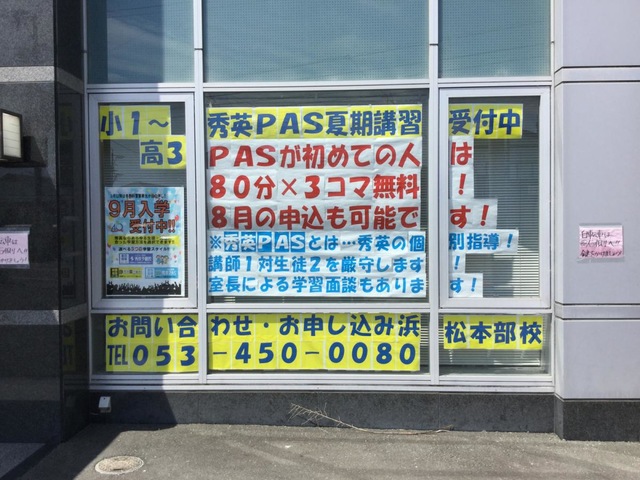 小1～
高3
秀英PAS夏期講習受付中
PASが初めての人は
80分×3コマ無料！
8月の申込も可能です！
※秀英PASとは…秀英の個別指導！
講師1対生徒2を厳守します！
室長による学習面談もあります！
9月入学
受付中!!
お問い合わせ・お申し込み浜松本部校
TEL053-450-0080